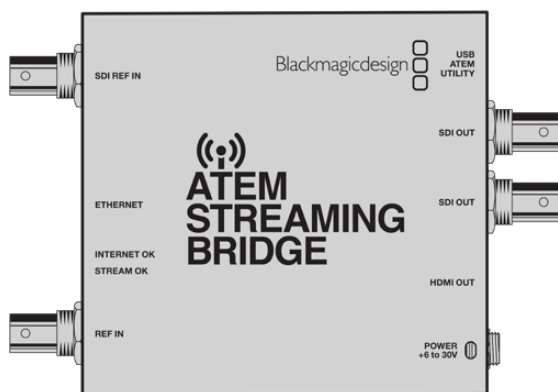 Blackmagicdesign
USB
ATEM
UTILITY
SDI REF IN
SDI OUT
ATEM
STREAMING
BRIDGE
ETHERNET
SDI OUT
INTERNET OK
STREAM OK
HDMI OUT
REF IN
POWER
+6 to 30V